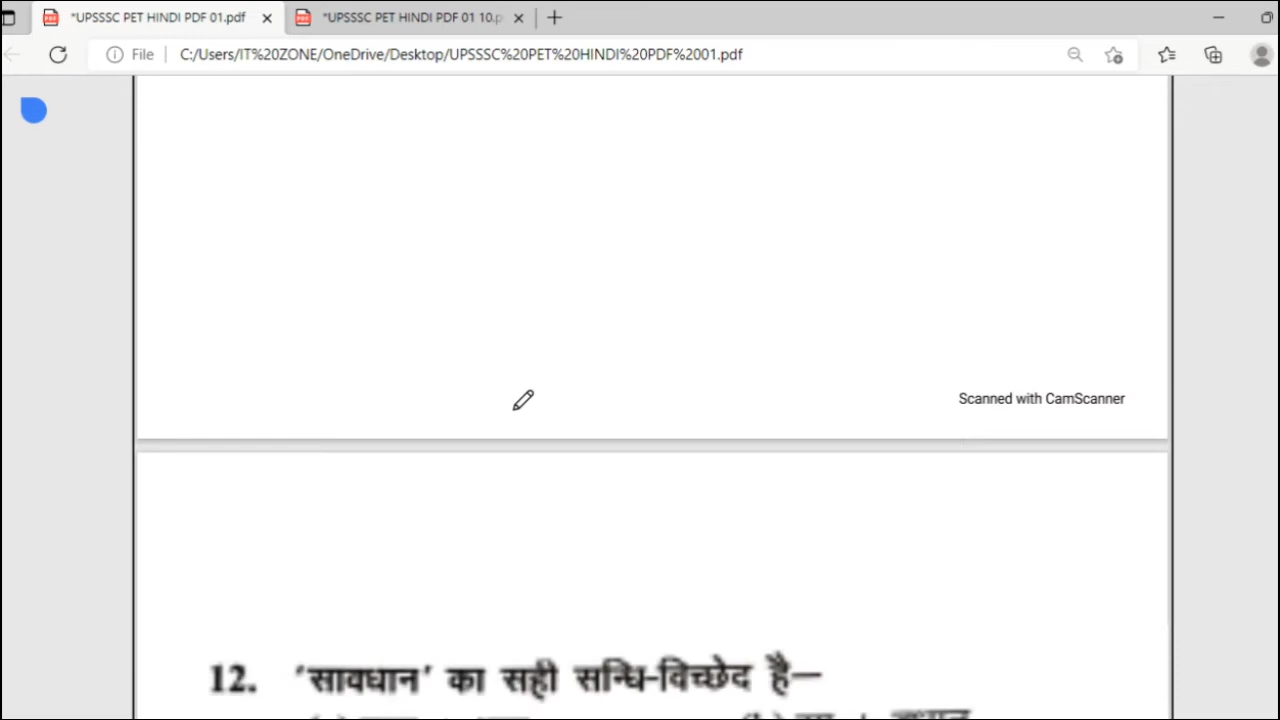 *UPSSSC PET HINDI PDF 01.pdf
*UPSSSC PET HINDI PDF 01 10.p
File
C:/Users/IT%20ZONE/OneDrive/Desktop/UPSSSC%20PET%20HINDI%20PDF%2001.pdf
Scanned with CamScanner
12. 'सावधान' का सही सन्धि-विच्छेद है—